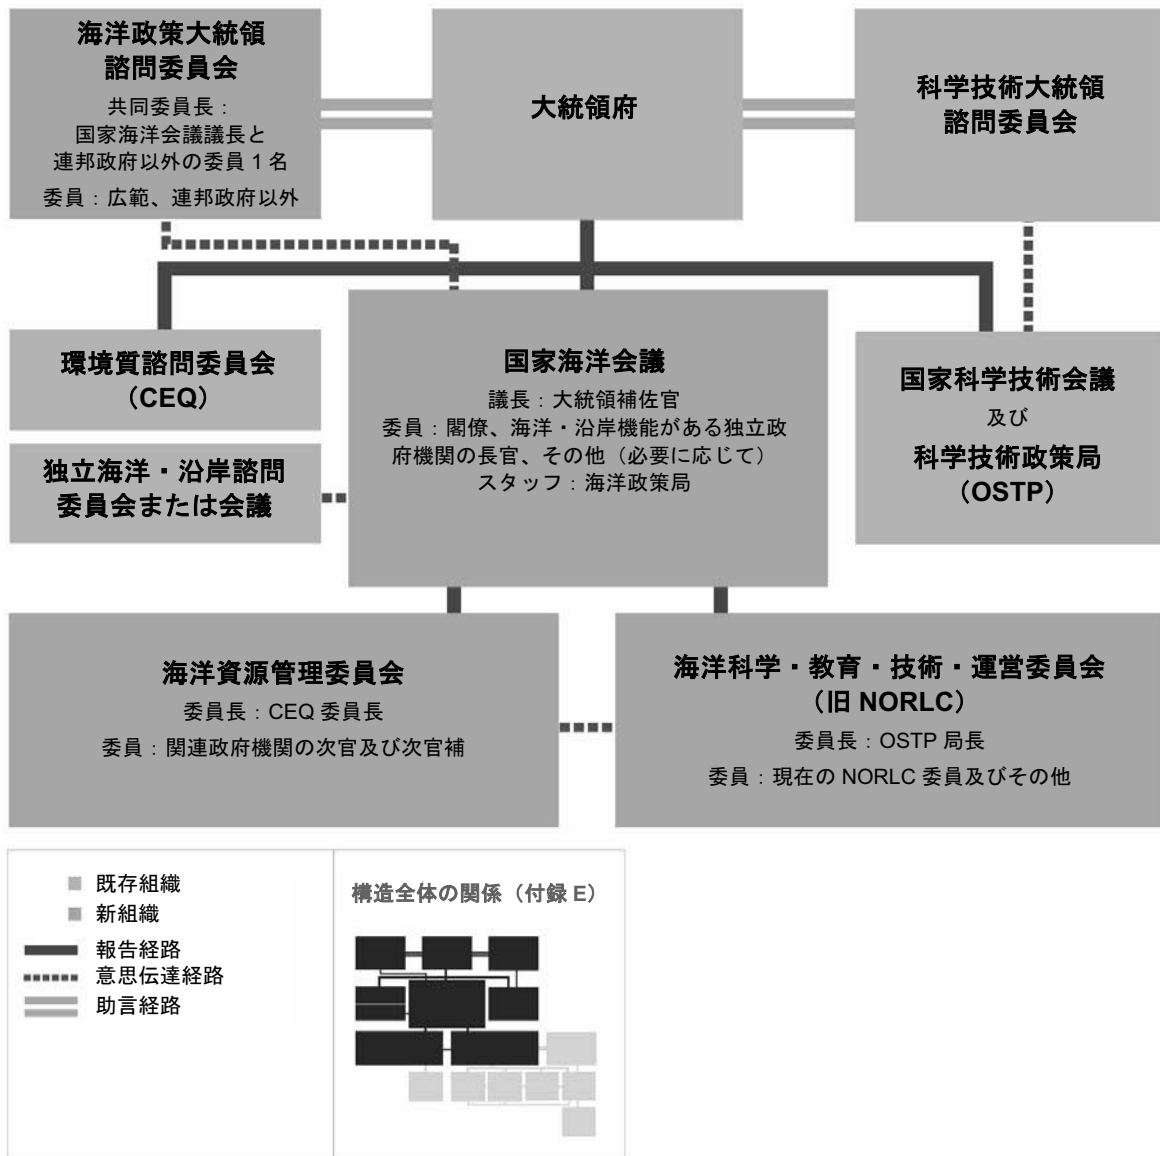 海洋政策大統領
諮問委員会
共同委員長：
国家海洋会議議長と
連邦政府以外の委員 1 名
委員：広範、連邦政府以外
大統領府
科学技術大統領
諮問委員会
環境質諮問委員会
（CEQ）
独立海洋・沿岸諮問
委員会または会議
国家海洋会議
議長：大統領補佐官
委員：閣僚、海洋・沿岸機能がある独立政
府機関の長官、その他（必要に応じて）
スタッフ：海洋政策局
国家科学技術会議
及び
科学技術政策局
（OSTP）
海洋資源管理委員会
委員長：CEQ 委員長
委員：関連政府機関の次官及び次官補
海洋科学・教育・技術・運営委員会
（旧 NORLC）
委員長：OSTP 局長
委員：現在の NORLC 委員及びその他
既存組織
新組織
報告経路
意思伝達経路
助言経路
構造全体の関係（付録 E）